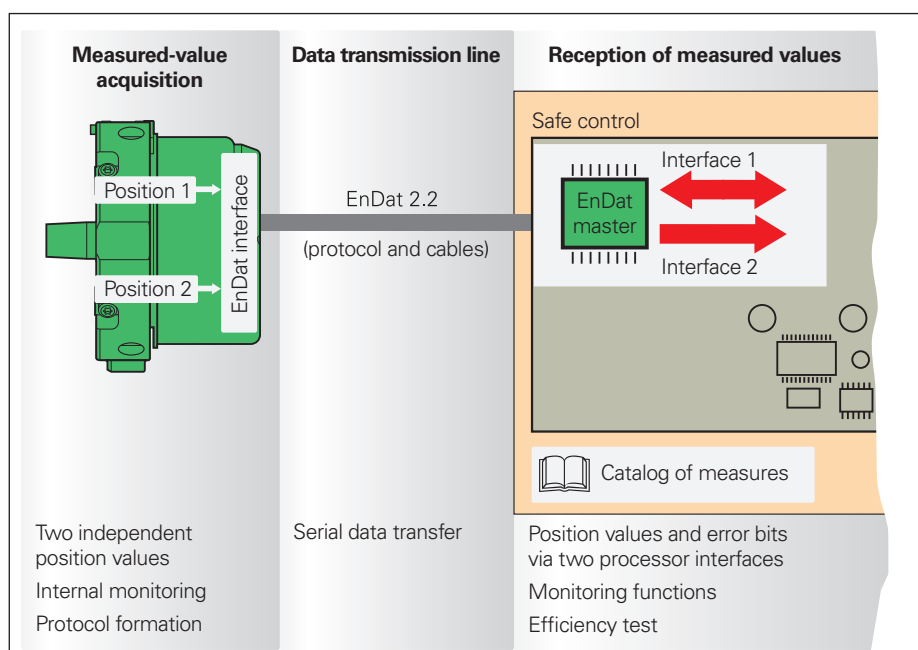 Measured-value
acquisition
Data transmission line
Reception of measured values
Safe control
Position 1
Position 2
EnDat interface
EnDat 2.2
(protocol and cables)
EnDat
master
Interface 1
Interface 2
Catalog of measures
Two independent
position values
Internal monitoring
Protocol formation
Serial data transfer
Position values and error bits
via two processor interfaces
Monitoring functions
Efficiency test